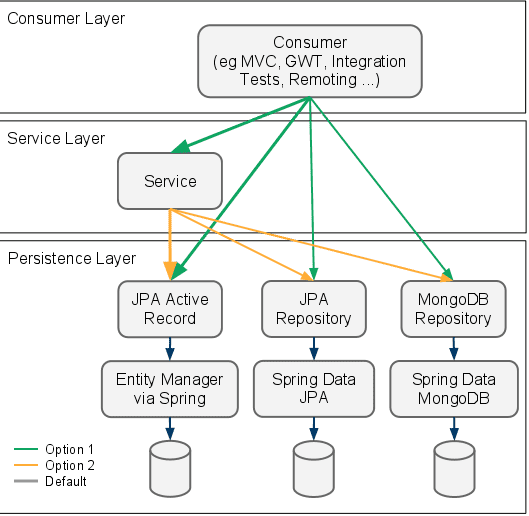 Consumer Layer
Consumer
(eg MVC, GWT, Integration
Tests, Remoting ...)
Service Layer
Service
Persistence Layer
JPA Active
Record
JPA
Repository
MongoDB
Repository
Entity Manager
via Spring
Spring Data
JPA
Spring Data
MongoDB
Option 1
Option 2
Default